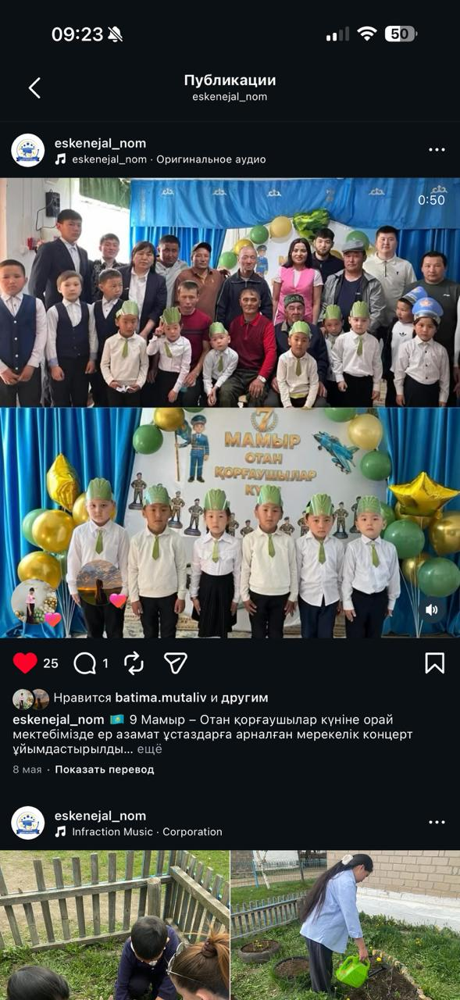 09:23
50
Публикации
eskenejal_nom
eskenejal_nom
eskenejal_nom · Оригинальное аудио
0:50
7
МАМЫР
ОТАН
ҚОРҒАУШЫЛАР
25
1
Нравится batima.mutaliv и другим
eskenejal_nom 🇰🇿 9 Мамыр – Отан қорғаушылар күніне орай
мектебімізде ер азамат ұстаздарға арналған мерекелік концерт
ұйымдастырылды... ещё
8 мая · Показать перевод
eskenejal_nom
Infraction Music · Corporation